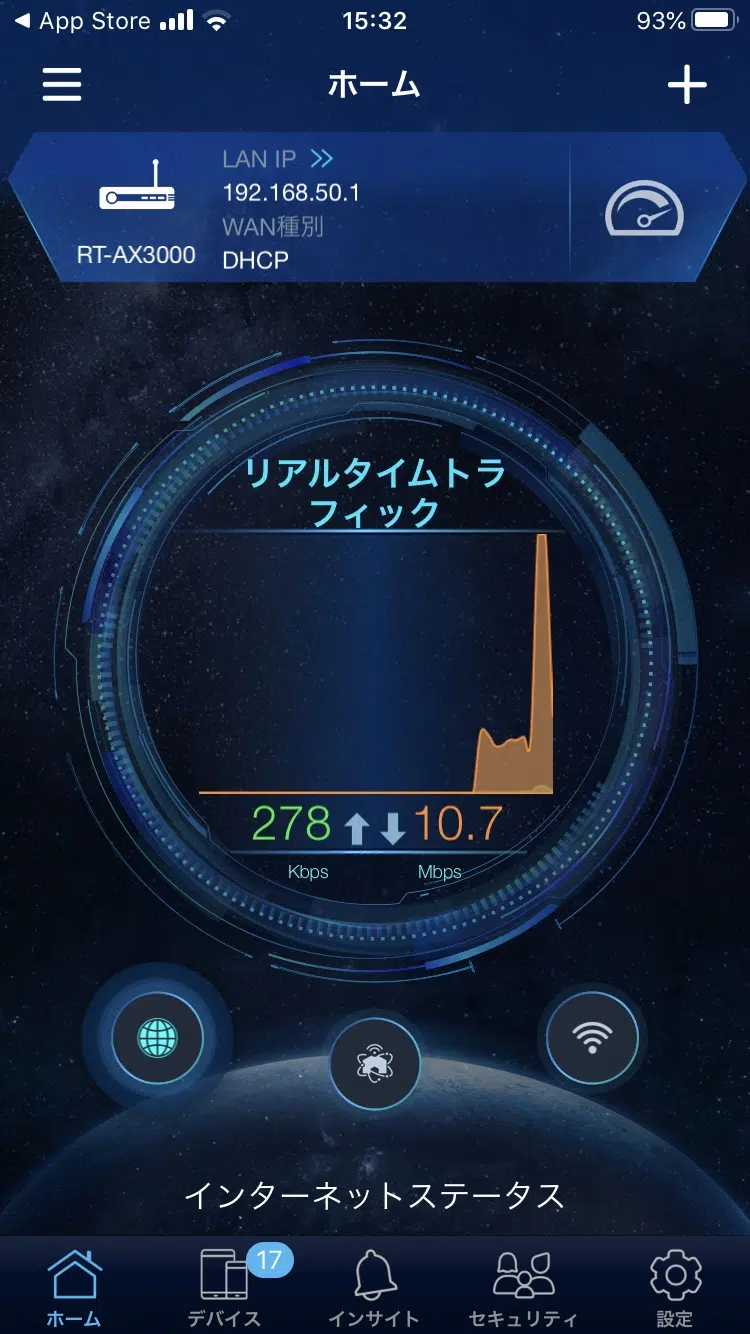 ◀ App Store 15:32 93%
ホーム
LAN IP
192.168.50.1
WAN種別
RT-AX3000 DHCP
リアルタイムトラ
フィック
278 10.7
Kbps Mbps
インターネットステータス
17
ホーム デバイス インサイト セキュリティ 設定